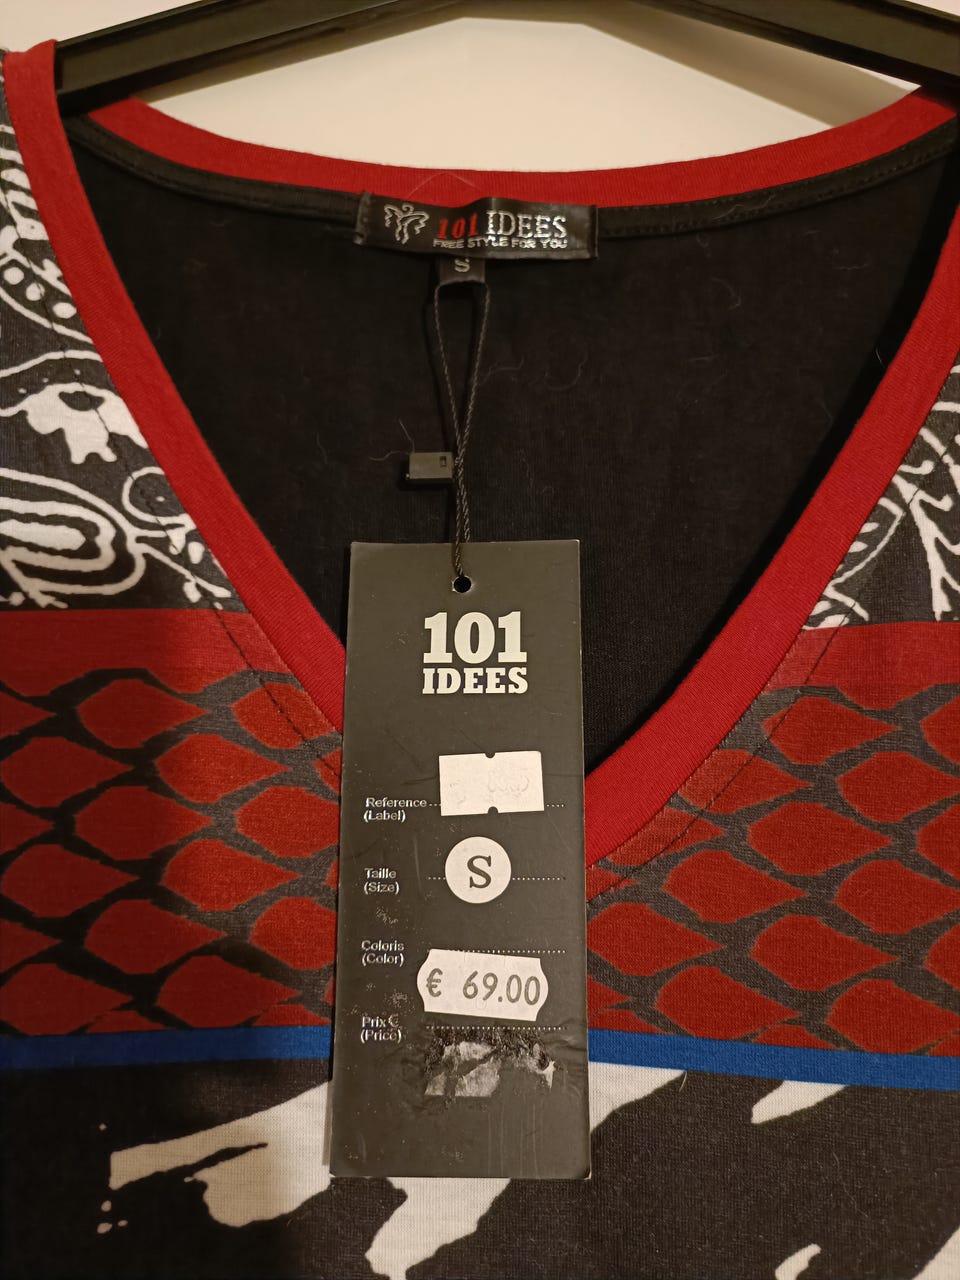 101 IDEES
FREE STYLE FOR YOU
S
101
IDEES
Reference
(Label)
Taille
(Size)
S
Coloris
(Color)
€ 69.00
Prix €
(Price)